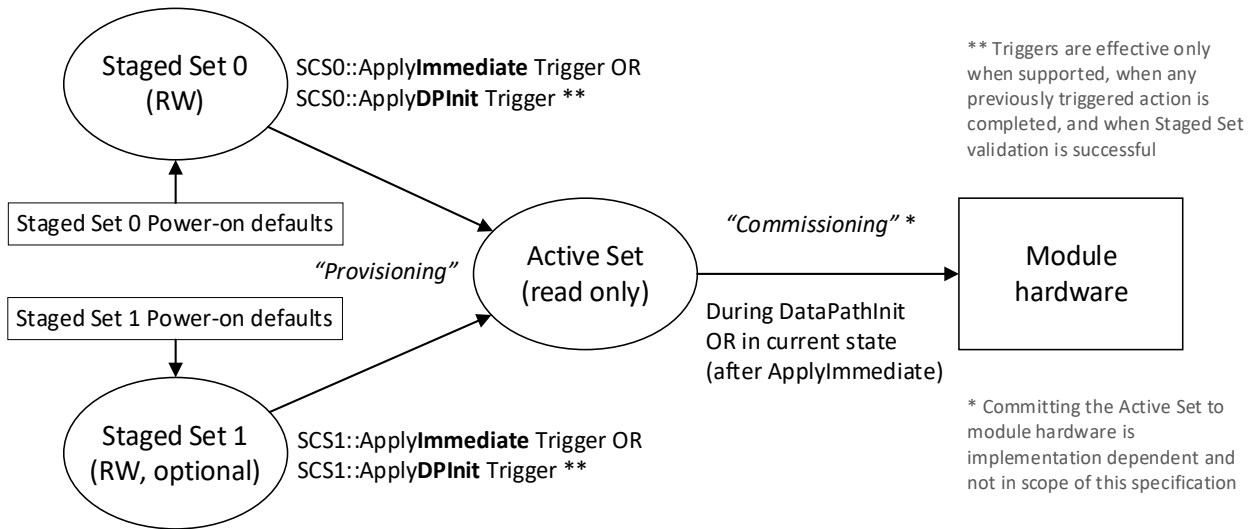 Staged Set 0
(RW)
SCS0::ApplyImmediate Trigger OR
SCS0::ApplyDPInit Trigger **
** Triggers are effective only
when supported, when any
previously triggered action is
completed, and when Staged Set
validation is successful
Staged Set 0 Power-on defaults
“Provisioning”
Active Set
(read only)
“Commissioning” *
During DataPathInit
OR in current state
(after ApplyImmediate)
Module
hardware
Staged Set 1 Power-on defaults
Staged Set 1
(RW, optional)
SCS1::ApplyImmediate Trigger OR
SCS1::ApplyDPInit Trigger **
* Committing the Active Set to
module hardware is
implementation dependent and
not in scope of this specification